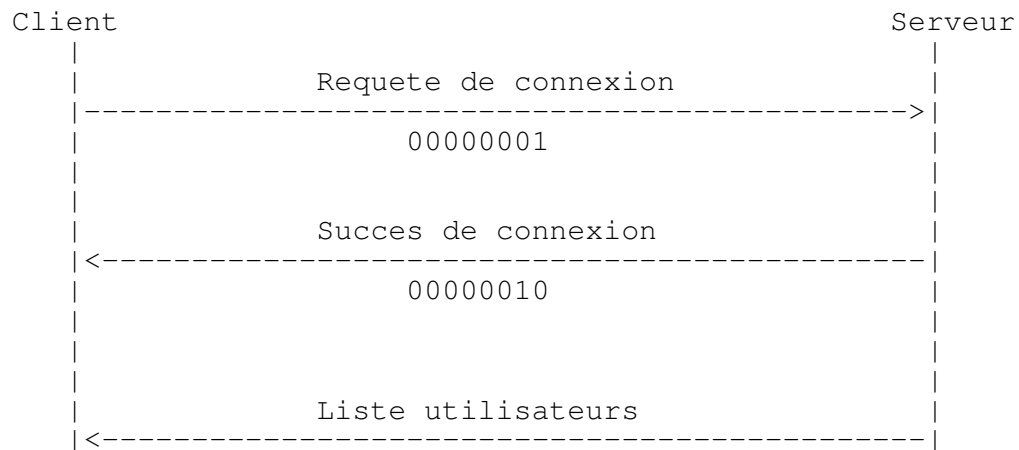 Client Serveur
Requete de connexion
00000001
Succes de connexion
00000010
Liste utilisateurs